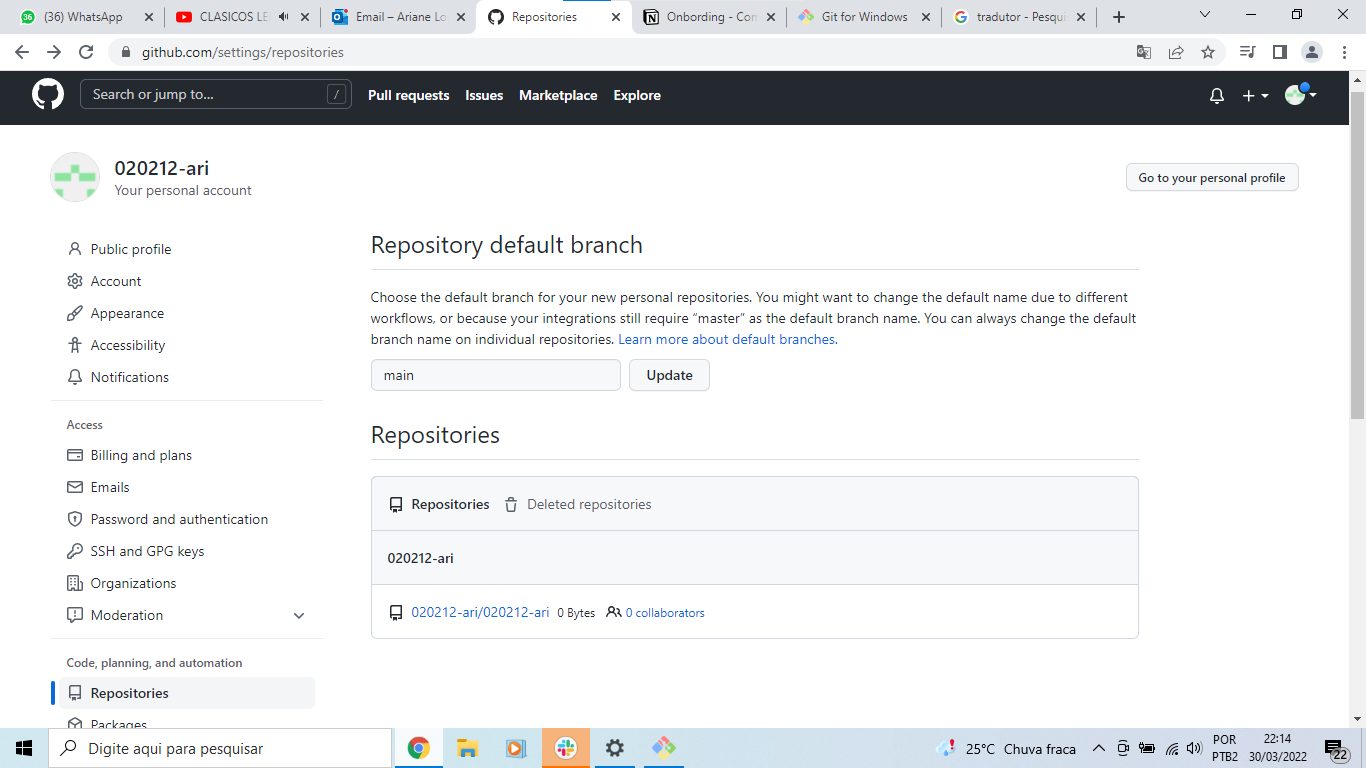 36 (36) WhatsApp
CLASICOS LE
Email – Ariane Lo
Repositories
Onbording - Con
Git for Windows
tradutor - Pesqui
github.com/settings/repositories
Search or jump to... /
Pull requests Issues Marketplace Explore
020212-ari
Your personal account
Go to your personal profile
Public profile
Account
Appearance
Accessibility
Notifications
Access
Billing and plans
Emails
Password and authentication
SSH and GPG keys
Organizations
Moderation
Code, planning, and automation
Repositories
Packages
Repository default branch
Choose the default branch for your new personal repositories. You might want to change the default name due to different
workflows, or because your integrations still require “master” as the default branch name. You can always change the default
branch name on individual repositories. Learn more about default branches.
main Update
Repositories
Repositories Deleted repositories
020212-ari
020212-ari/020212-ari 0 Bytes 0 collaborators
Digite aqui para pesquisar
25°C Chuva fraca
POR
PTB2
22:14
30/03/2022
22